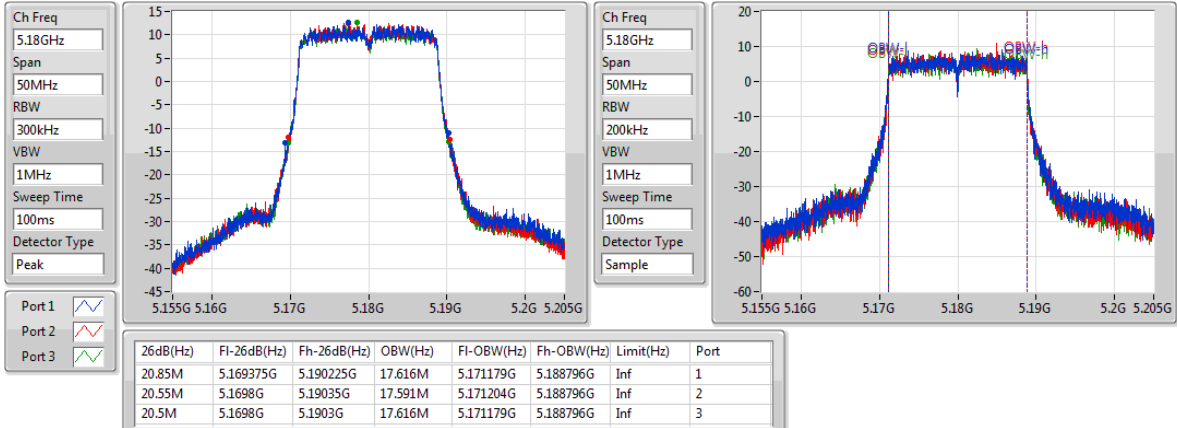 Ch Freq
5.18GHz
Span
50MHz
RBW
300kHz
VBW
1MHz
Sweep Time
100ms
Detector Type
Peak
Port 1
Port 2
Port 3
15
10
5
0
-5
-10
-15
-20
-25
-30
-35
-40
-45
5.155G 5.16G 5.17G 5.18G 5.19G 5.2G 5.205G
Ch Freq
5.18GHz
Span
50MHz
RBW
200kHz
VBW
1MHz
Sweep Time
100ms
Detector Type
Sample
20
10
0
-10
-20
-30
-40
-50
-60
OBW-l OBW-h
5.155G 5.16G 5.17G 5.18G 5.19G 5.2G 5.205G
26dB(Hz) Fl-26dB(Hz) Fh-26dB(Hz) OBW(Hz) Fl-OBW(Hz) Fh-OBW(Hz) Limit(Hz) Port
20.85M 5.169375G 5.190225G 17.616M 5.171179G 5.188796G Inf 1
20.55M 5.1698G 5.19035G 17.591M 5.171204G 5.188796G Inf 2
20.5M 5.1698G 5.1903G 17.616M 5.171179G 5.188796G Inf 3